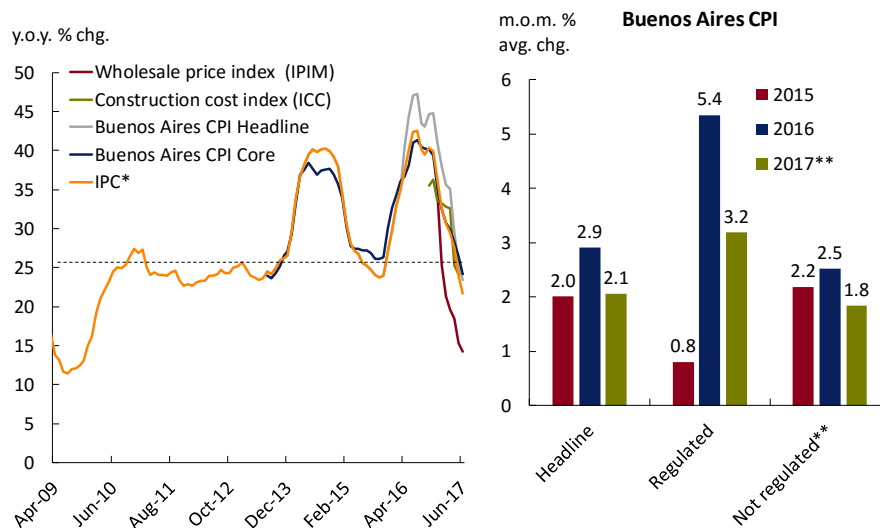 y.o.y. % chg.
50
45
40
35
30
25
20
15
10
5
0
Wholesale price index (IPIM)
Construction cost index (ICC)
Buenos Aires CPI Headline
Buenos Aires CPI Core
IPC*
Apr-09
Jun-10
Aug-11
Oct-12
Dec-13
Feb-15
Apr-16
Jun-17
m.o.m. %
avg. chg.
Buenos Aires CPI
6
5
4
3
2
1
0
2015
2016
2017**
2.0
2.9
2.1
0.8
5.4
3.2
2.2
2.5
1.8
Headline
Regulated
Not regulated**